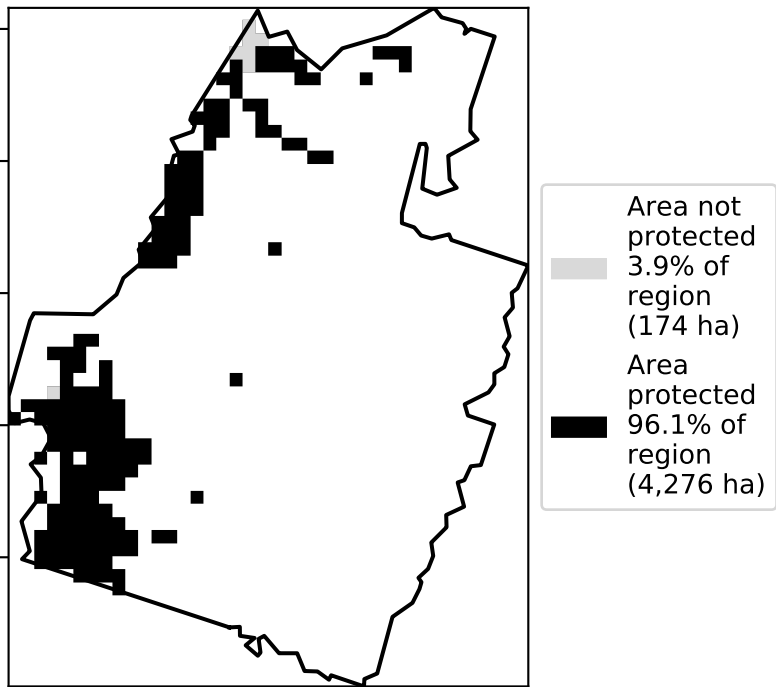 Area not
protected
3.9% of
region
(174 ha)
Area
protected
96.1% of
region
(4,276 ha)